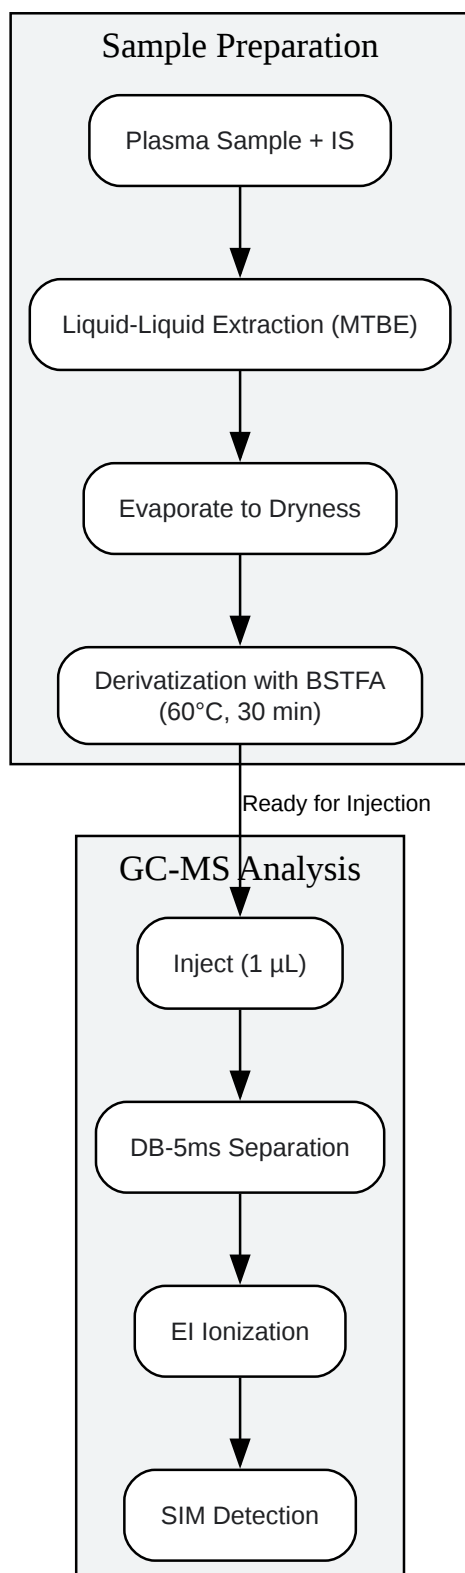 Sample Preparation
Plasma Sample + IS
Liquid-Liquid Extraction (MTBE)
Evaporate to Dryness
Derivatization with BSTFA
(60°C, 30 min)
Ready for Injection
GC-MS Analysis
Inject (1 µL)
DB-5ms Separation
EI Ionization
SIM Detection